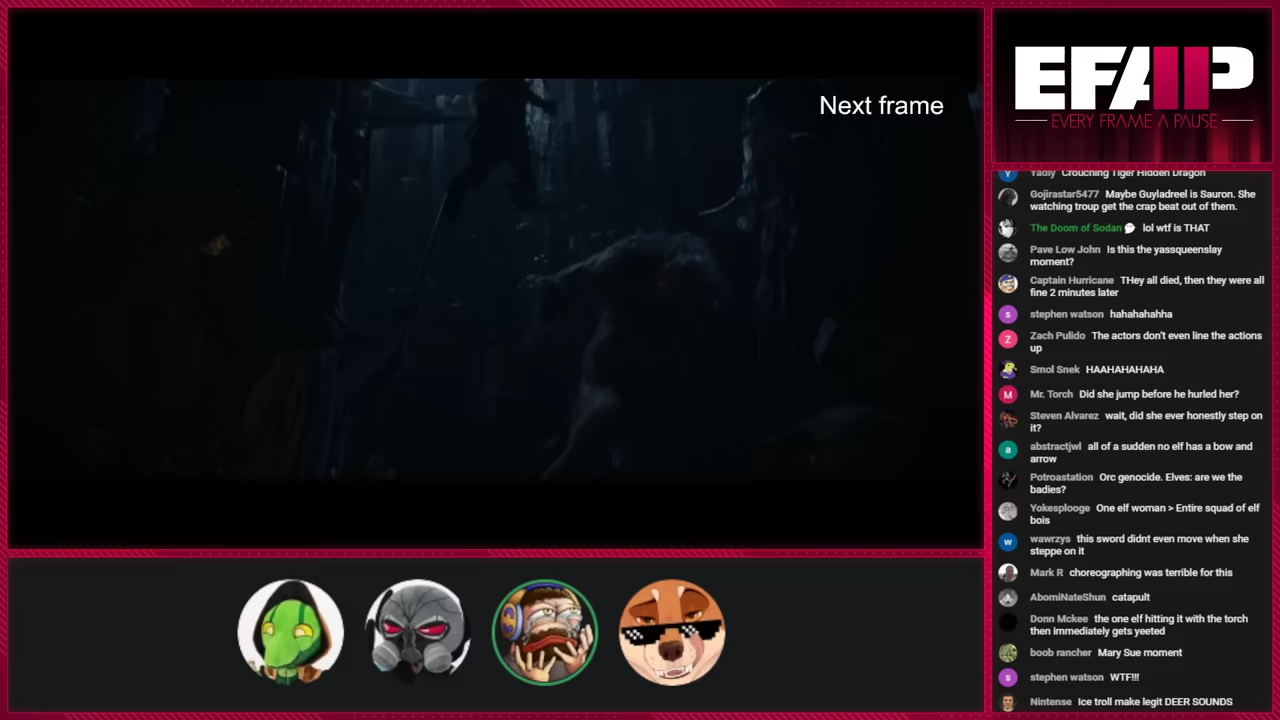 Next frame
EFAP
EVERY FRAME A PAUSE
Y Yadiy Crouching Tiger Hidden Dragon
Gojirastar5477 Maybe Guyladreel is Sauron. She
watching troup get the crap beat out of them.
The Doom of Sodan lol wtf is THAT
Pave Low John Is this the yassqueenslay
moment?
Captain Hurricane THey all died, then they were all
fine 2 minutes later
s stephen watson hahahahahha
Z Zach Pulido The actors don't even line the actions
up
Smol Snek HAAHAHAHAHA
M Mr. Torch Did she jump before he hurled her?
Steven Alvarez wait, did she ever honestly step on
it?
a abstractjwl all of a sudden no elf has a bow and
arrow
Potroastation Orc genocide. Elves: are we the
badies?
Yokesplooge One elf woman > Entire squad of elf
bois
w wawrzys this sword didnt even move when she
steppe on it
Mark R choreographing was terrible for this
AbomiNateShun catapult
Donn Mckee the one elf hitting it with the torch
then immediately gets yeeted
boob rancher Mary Sue moment
s stephen watson WTF!!!
Nintense Ice troll make legit DEER SOUNDS